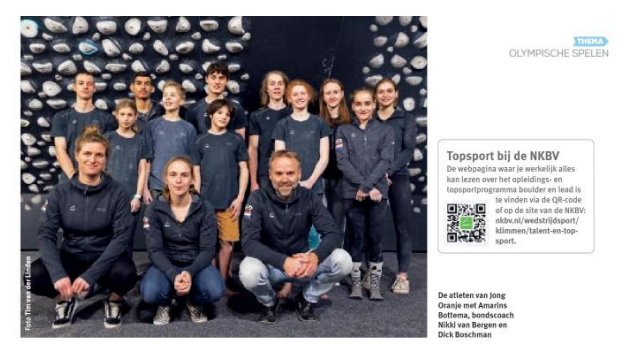 THEMA
OLYMPISCHE SPELEN
Topsport bij de NKBV
De webpagina waar je werkelijk alles
kan lezen over het opleidings- en
topsportprogramma boulder en lead is
te vinden via de QR-code
of op de site van de NKBV:
nkbv.nl/wedstrijdsport/
klimmen/talent-en-top-
sport.
Foto Tim van der Linden
De atleten van Jong
Oranje met Amarins
Bottema, bondscoach
Nikki van Bergen en
Dick Boschman